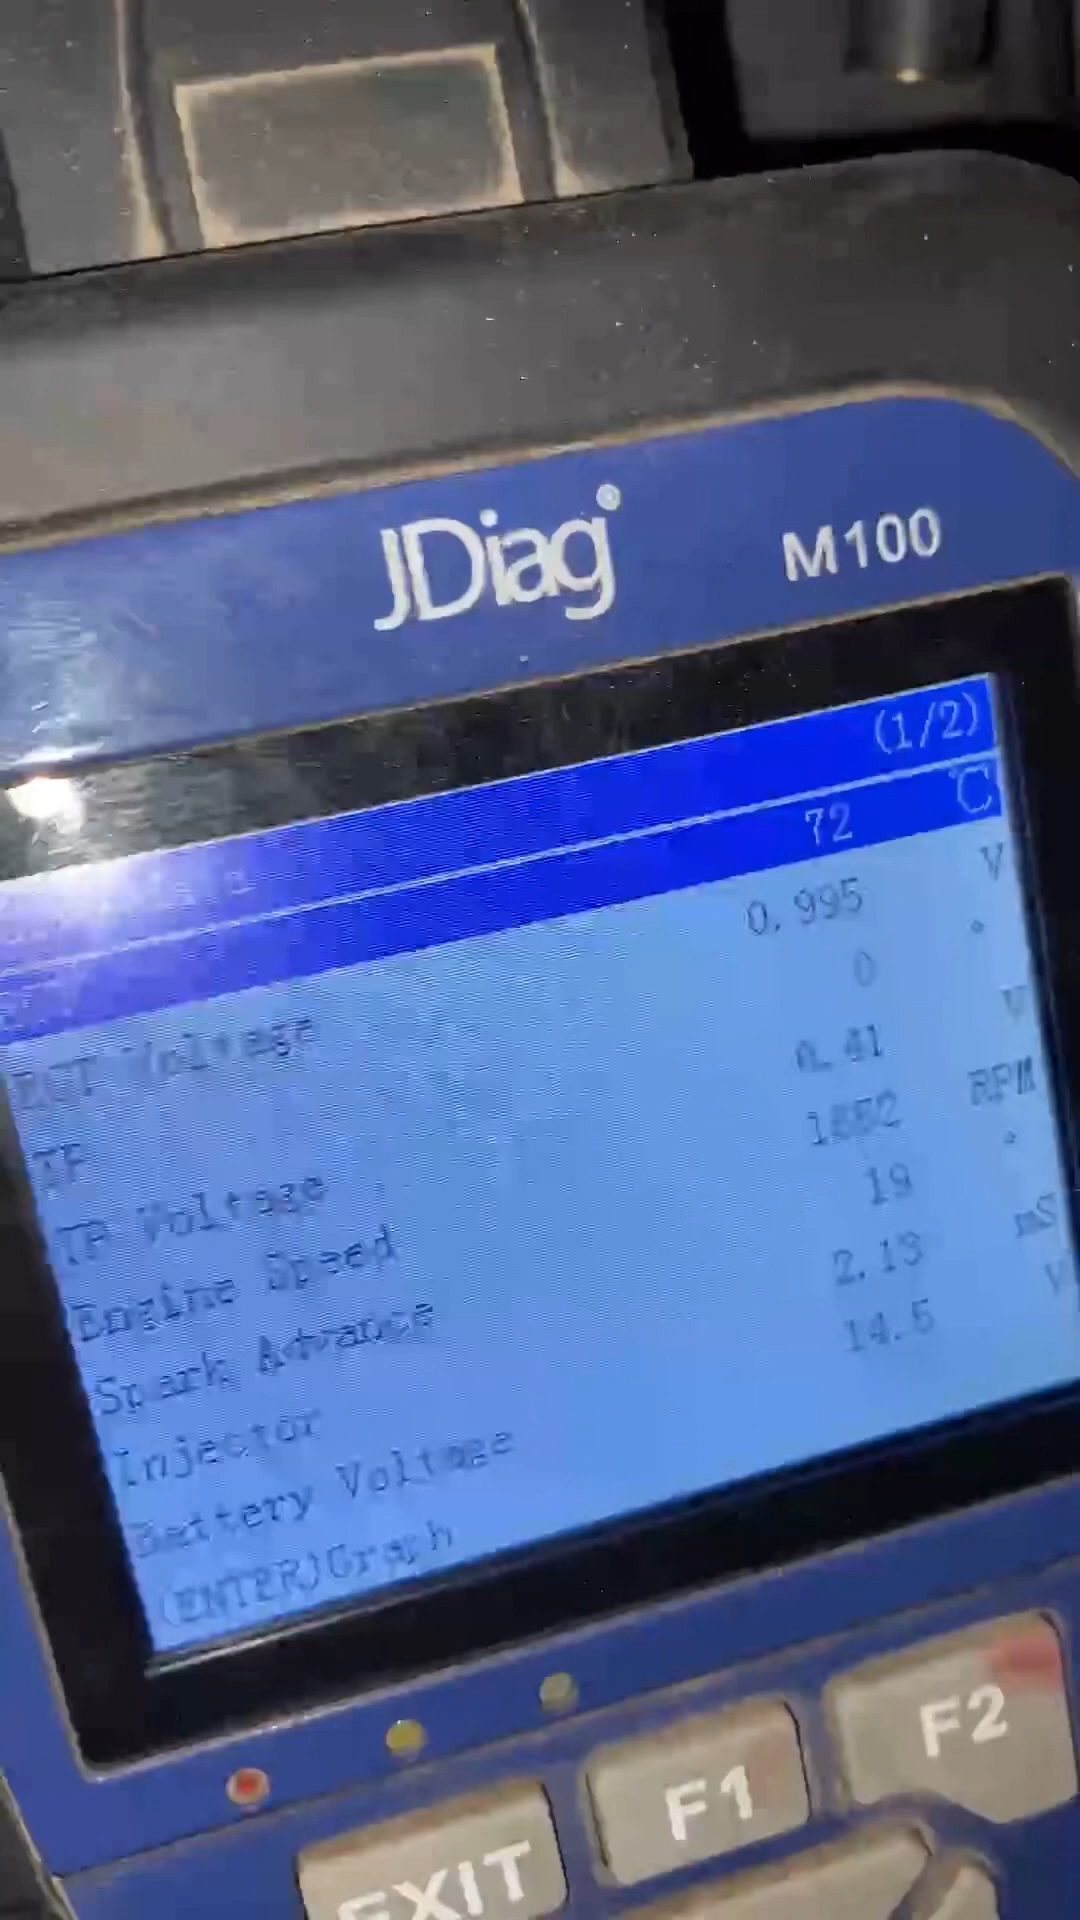 JDiag®
M100
(1/2)
72 ℃
ECT Voltage 0.995 V
TP 0 °
TP Voltage 0.41 V
Engine Speed RPM
Spark Advance 19 °
Injector 2.13 mS
Battery Voltage 14.5 V
(ENTER)Graph
EXIT
F1
F2